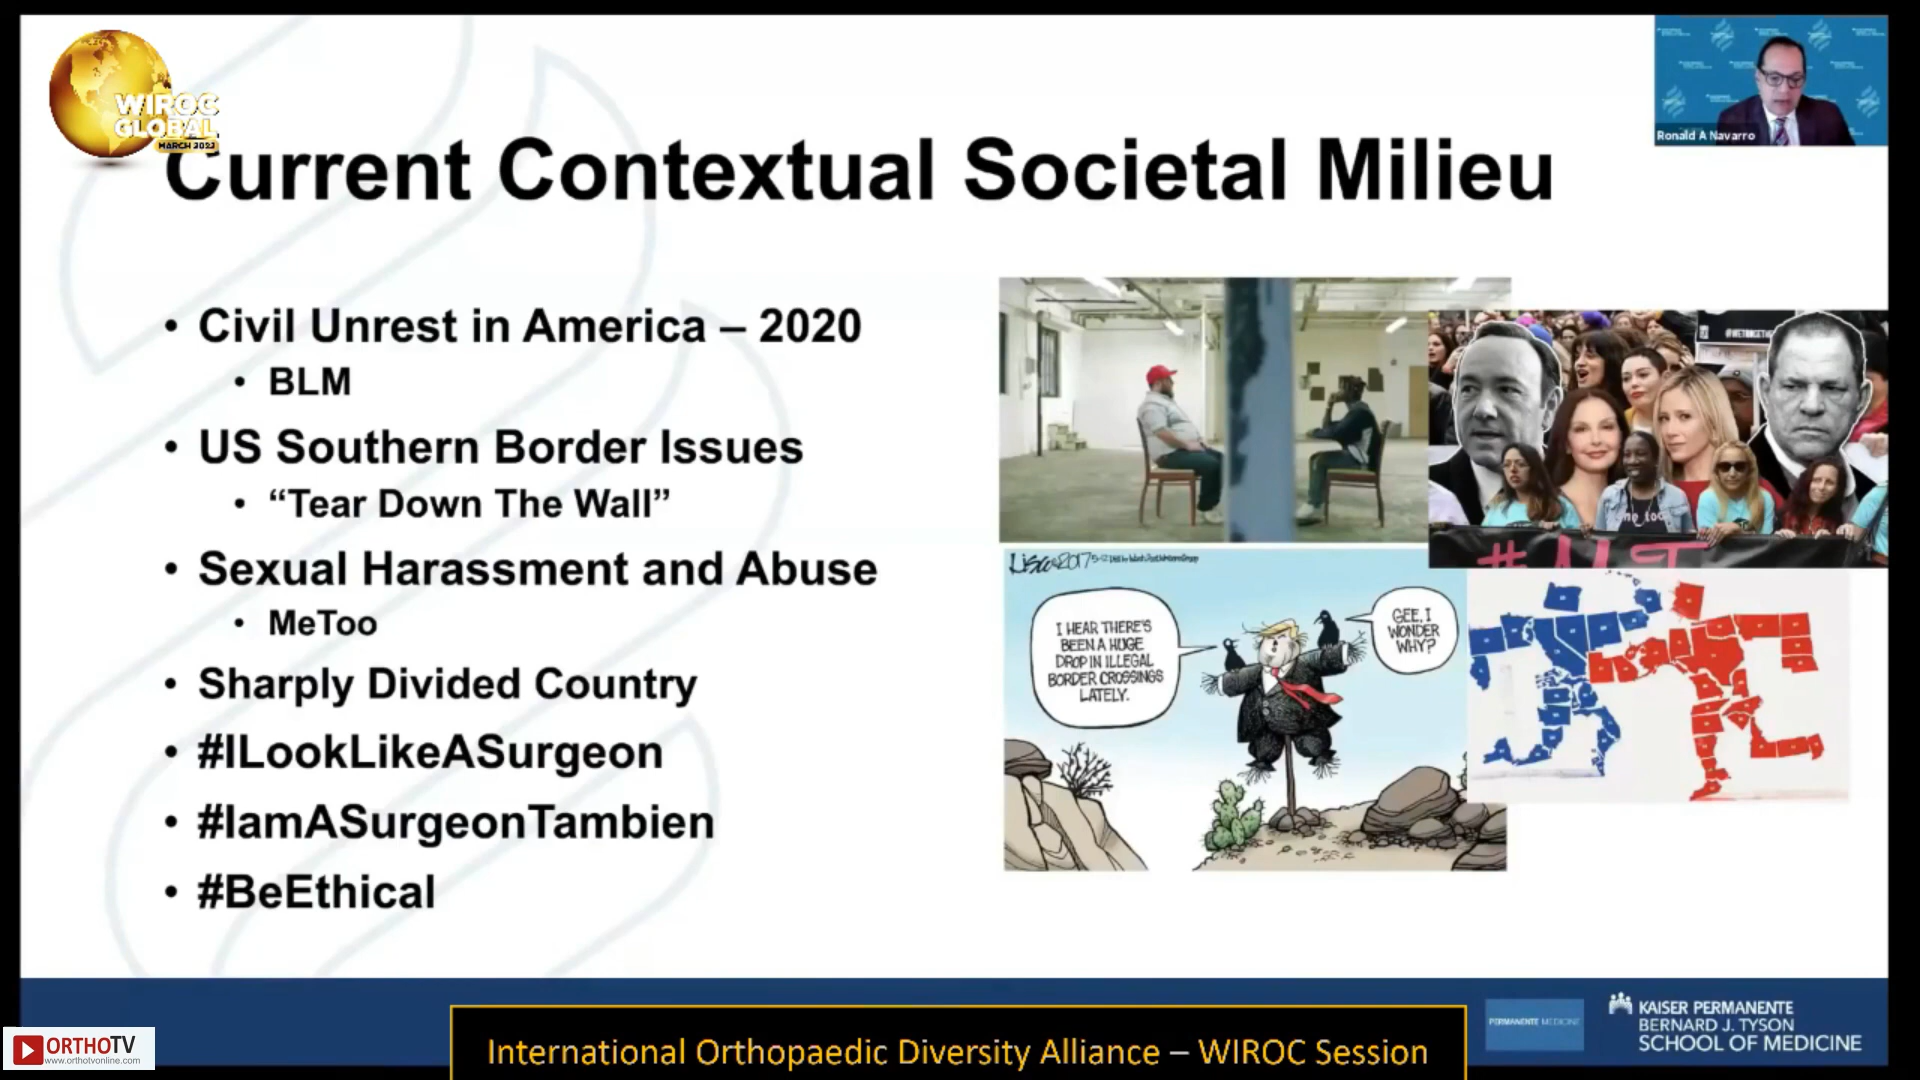 WIROC
GLOBAL
MARCH 2022
Ronald A Navarro
Current Contextual Societal Milieu
• Civil Unrest in America – 2020
• BLM
• US Southern Border Issues
• “Tear Down The Wall”
• Sexual Harassment and Abuse
• MeToo
• Sharply Divided Country
• #ILookLikeASurgeon
• #IamASurgeonTambien
• #BeEthical
I HEAR THERE'S
BEEN A HUGE
DROP IN ILLEGAL
BORDER CROSSINGS
LATELY.
GEE, I
WONDER
WHY?
PERMANENTE MEDICINE
KAISER PERMANENTE
BERNARD J. TYSON
SCHOOL OF MEDICINE
ORTHOTV
www.orthotvonline.com
International Orthopaedic Diversity Alliance – WIROC Session